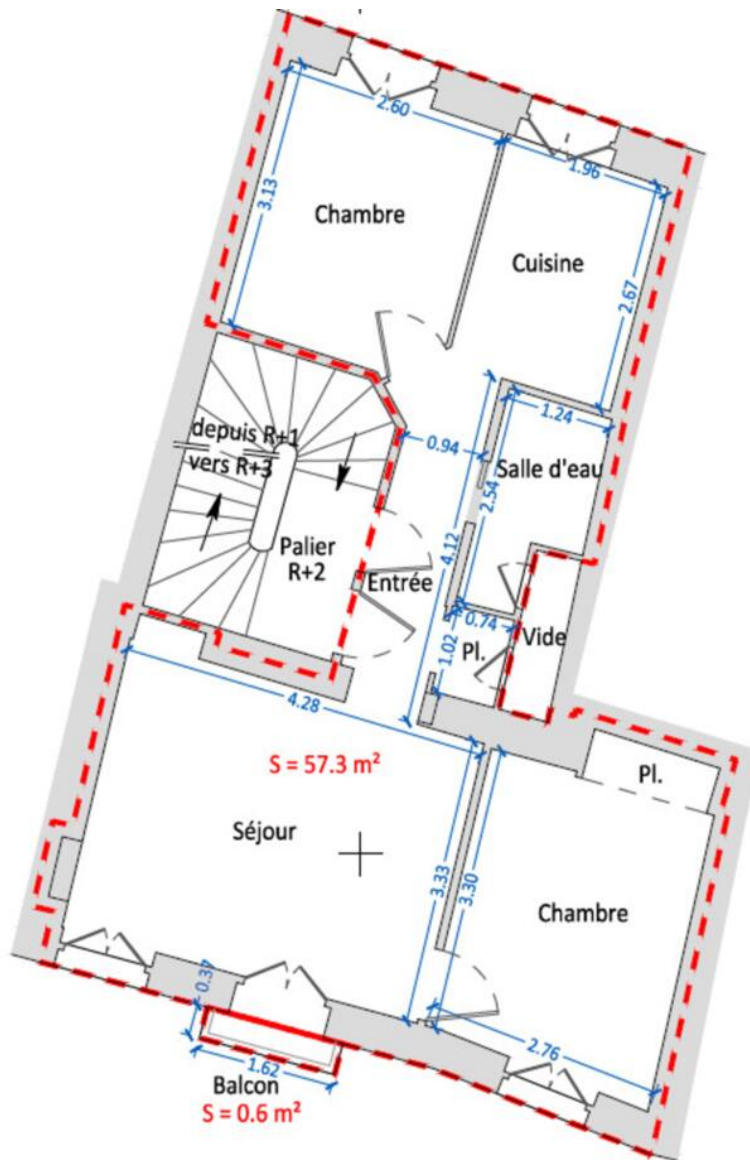 2.60
1.96
3.13
Chambre
Cuisine
2.67
1.24
0.94
depuis R+1
vers R+3
Salle d'eau
2.54
4.12
Palier
R+2
Entrée
0.74
Vide
1.02
Pl.
4.28
S = 57.3 m²
Pl.
Séjour
3.33
3.30
Chambre
0.37
2.76
1.62
Balcon
S = 0.6 m²